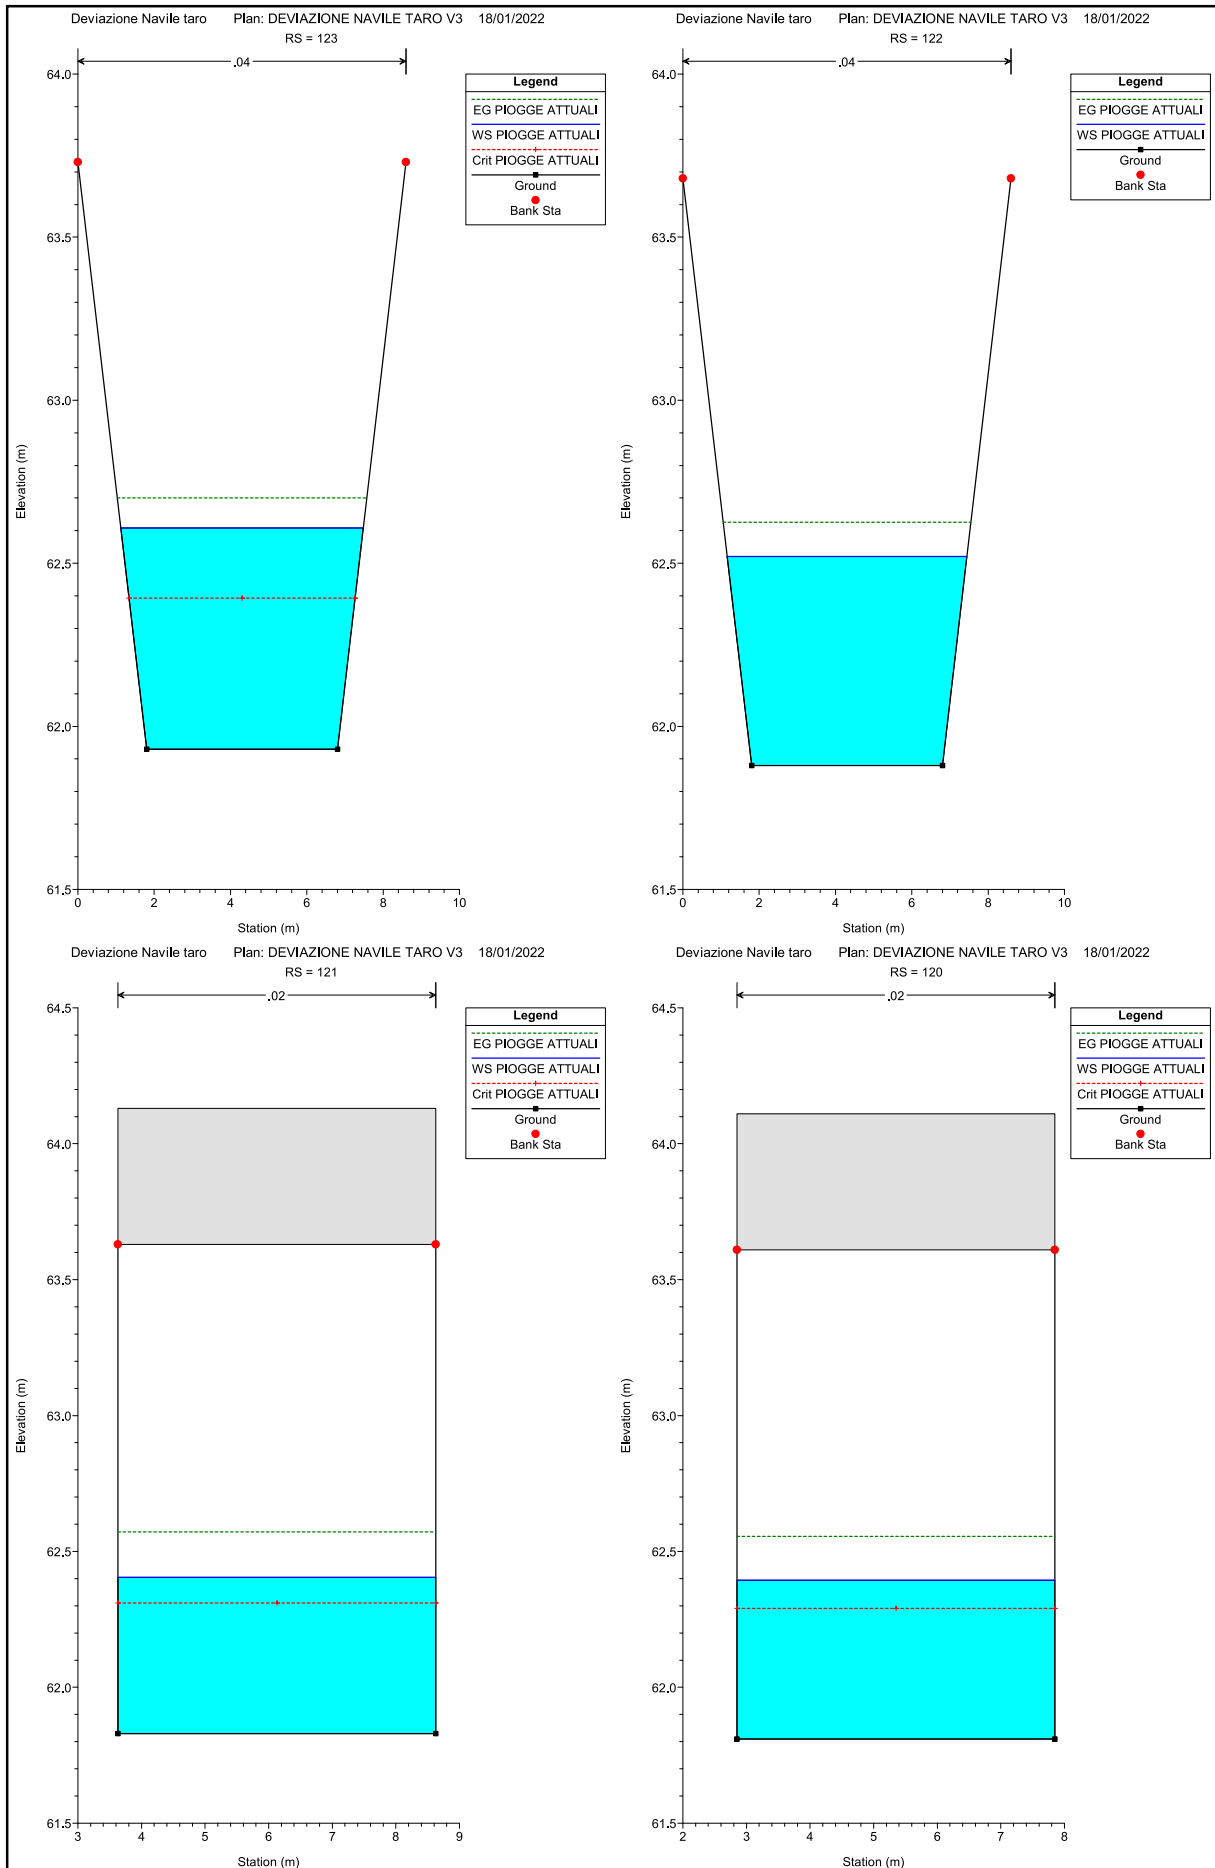 Deviazione Navile taro Plan: DEVIAZIONE NAVILE TARO V3 18/01/2022
RS = 123
.04
Legend
EG PIOGGE ATTUALI
WS PIOGGE ATTUALI
Crit PIOGGE ATTUALI
Ground
Bank Sta
64.0
63.5
63.0
62.5
62.0
61.5
Elevation (m)
0 2 4 6 8 10
Station (m)
Deviazione Navile taro Plan: DEVIAZIONE NAVILE TARO V3 18/01/2022
RS = 122
.04
Legend
EG PIOGGE ATTUALI
WS PIOGGE ATTUALI
Ground
Bank Sta
64.0
63.5
63.0
62.5
62.0
61.5
Elevation (m)
0 2 4 6 8 10
Station (m)
Deviazione Navile taro Plan: DEVIAZIONE NAVILE TARO V3 18/01/2022
RS = 121
.02
Legend
EG PIOGGE ATTUALI
WS PIOGGE ATTUALI
Crit PIOGGE ATTUALI
Ground
Bank Sta
64.5
64.0
63.5
63.0
62.5
62.0
61.5
Elevation (m)
3 4 5 6 7 8 9
Station (m)
Deviazione Navile taro Plan: DEVIAZIONE NAVILE TARO V3 18/01/2022
RS = 120
.02
Legend
EG PIOGGE ATTUALI
WS PIOGGE ATTUALI
Crit PIOGGE ATTUALI
Ground
Bank Sta
64.5
64.0
63.5
63.0
62.5
62.0
61.5
Elevation (m)
2 3 4 5 6 7 8
Station (m)